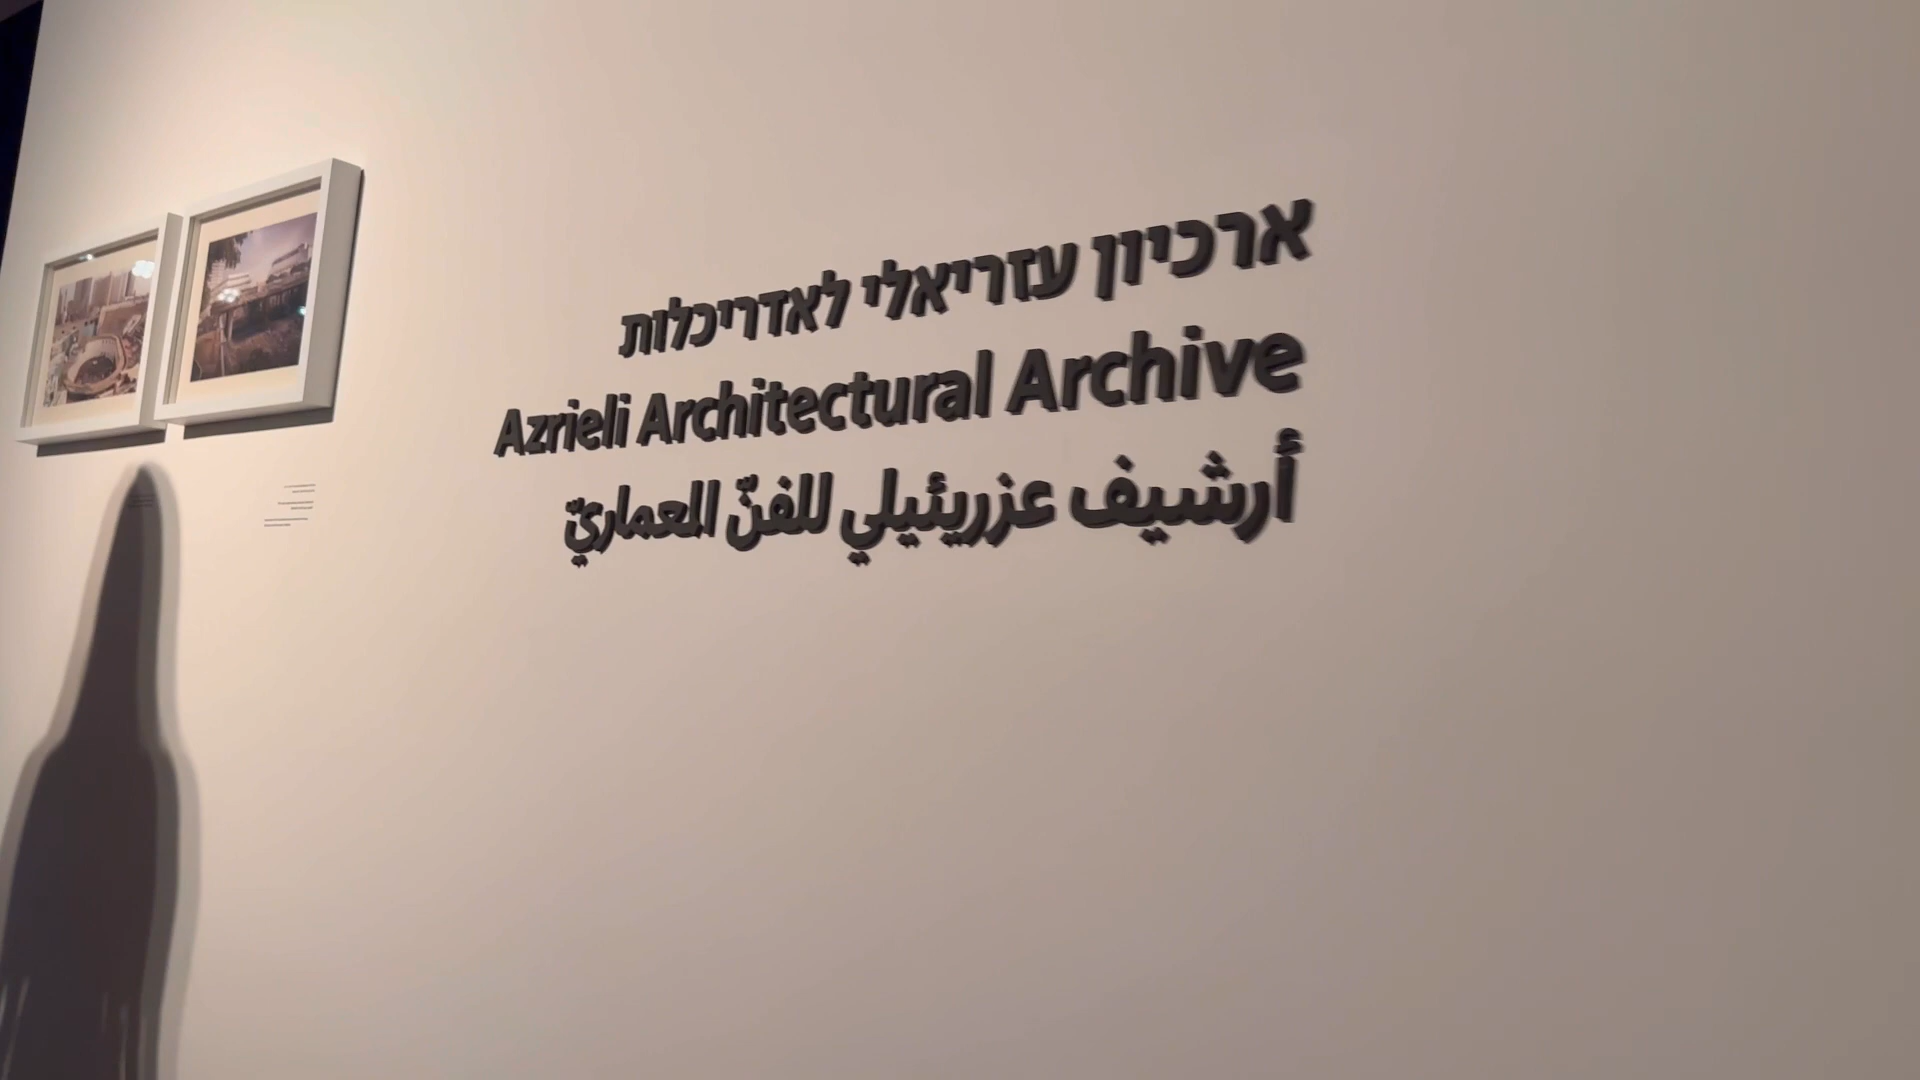 ארכיון עזריאלי לאדריכלות
Azrieli Architectural Archive
أرشيف عزريئيلي للفنّ المعماريّ